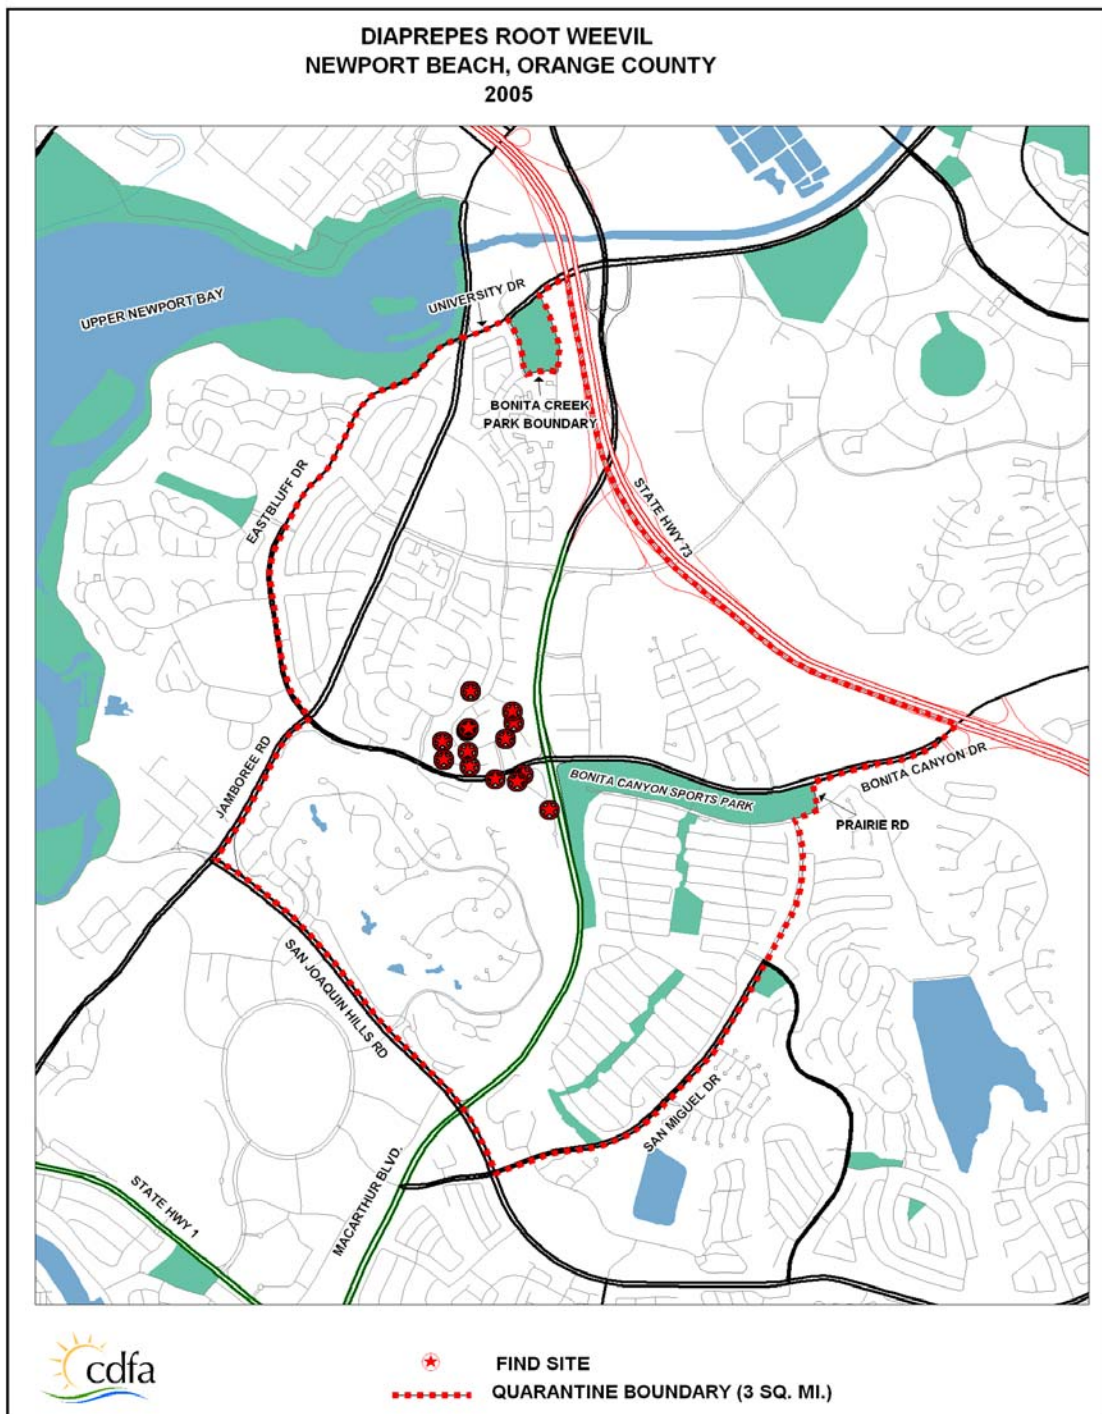 DIAPREPES ROOT WEEVIL
NEWPORT BEACH, ORANGE COUNTY
2005
UPPER NEWPORT BAY
UNIVERSITY DR
BONITA CREEK
PARK BOUNDARY
EASTBLUFF DR
STATE HWY 73
JAMBOREE RD
BONITA CANYON SPORTS PARK
BONITA CANYON DR
PRAIRIE RD
SAN JOAQUIN HILLS RD
SAN MIGUEL DR
MACARTHUR BLVD.
STATE HWY 1
cdfa
FIND SITE
QUARANTINE BOUNDARY (3 SQ. MI.)